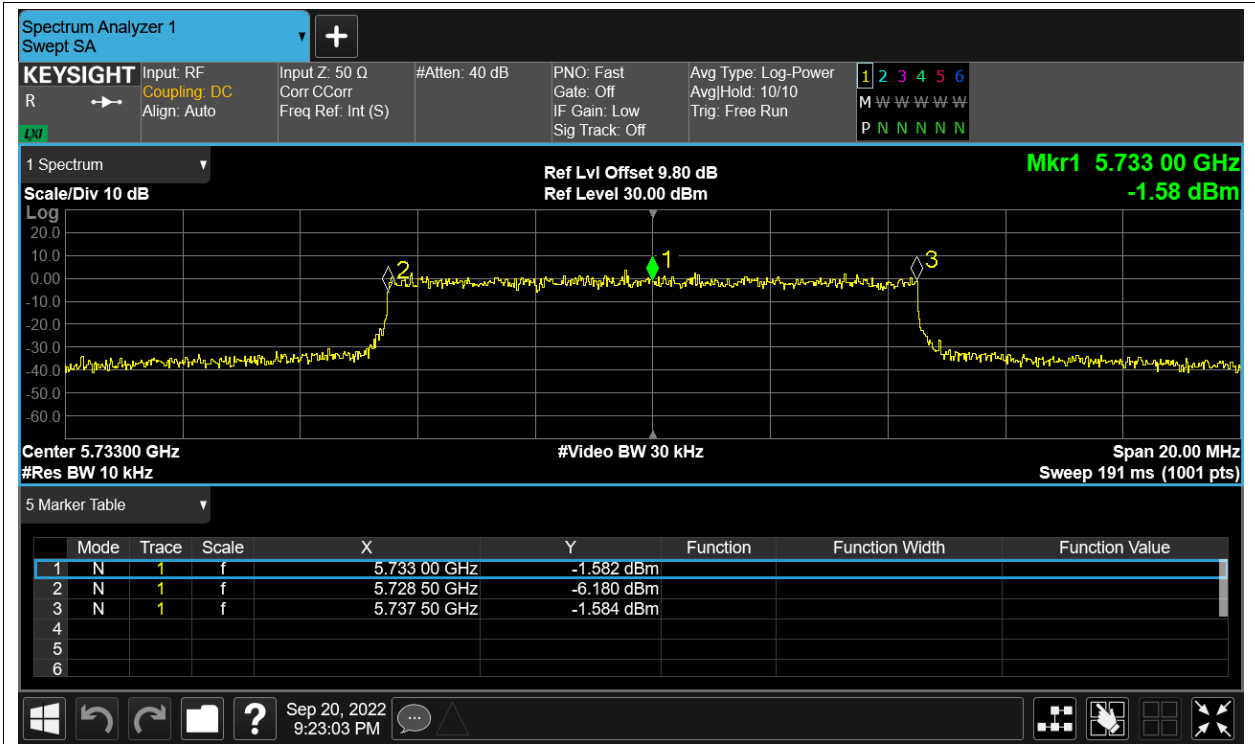 Spectrum Analyzer 1
Swept SA
KEYSIGHT Input: RF Input Z: 50 Ω #Atten: 40 dB PNO: Fast Avg Type: Log-Power 1 2 3 4 5 6
R Coupling: DC Corr CCorr Gate: Off Avg|Hold: 10/10 M W W W W W
Align: Auto Freq Ref: Int (S) IF Gain: Low Trig: Free Run
LXI Sig Track: Off P N N N N N
1 Spectrum Ref Lvl Offset 9.80 dB Mkr1 5.733 00 GHz
Scale/Div 10 dB Ref Level 30.00 dBm -1.58 dBm
Log
20.0
10.0
0.00
-10.0
-20.0
-30.0
-40.0
-50.0
-60.0
2 1 3
Center 5.73300 GHz #Video BW 30 kHz Span 20.00 MHz
#Res BW 10 kHz Sweep 191 ms (1001 pts)
5 Marker Table
Mode Trace Scale X Y Function Function Width Function Value
1 N 1 f 5.733 00 GHz -1.582 dBm
2 N 1 f 5.728 50 GHz -6.180 dBm
3 N 1 f 5.737 50 GHz -1.584 dBm
4
5
6
? Sep 20, 2022
9:23:03 PM